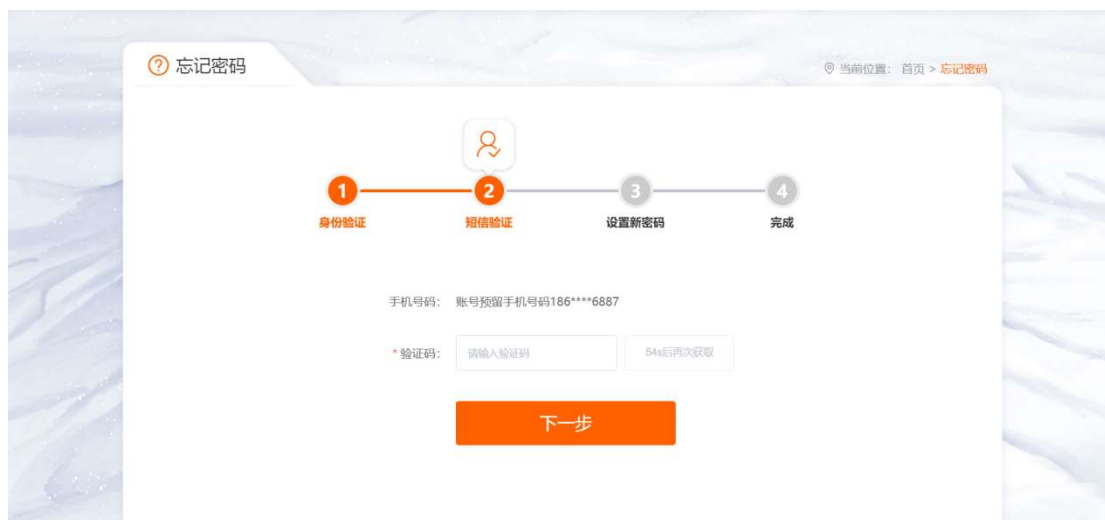 忘记密码
当前位置： 首页 > 忘记密码
1 2 3 4
身份验证 短信验证 设置新密码 完成
手机号码： 账号预留手机号码186****6887
* 验证码： 请输入验证码 54s后再次获取
下一步